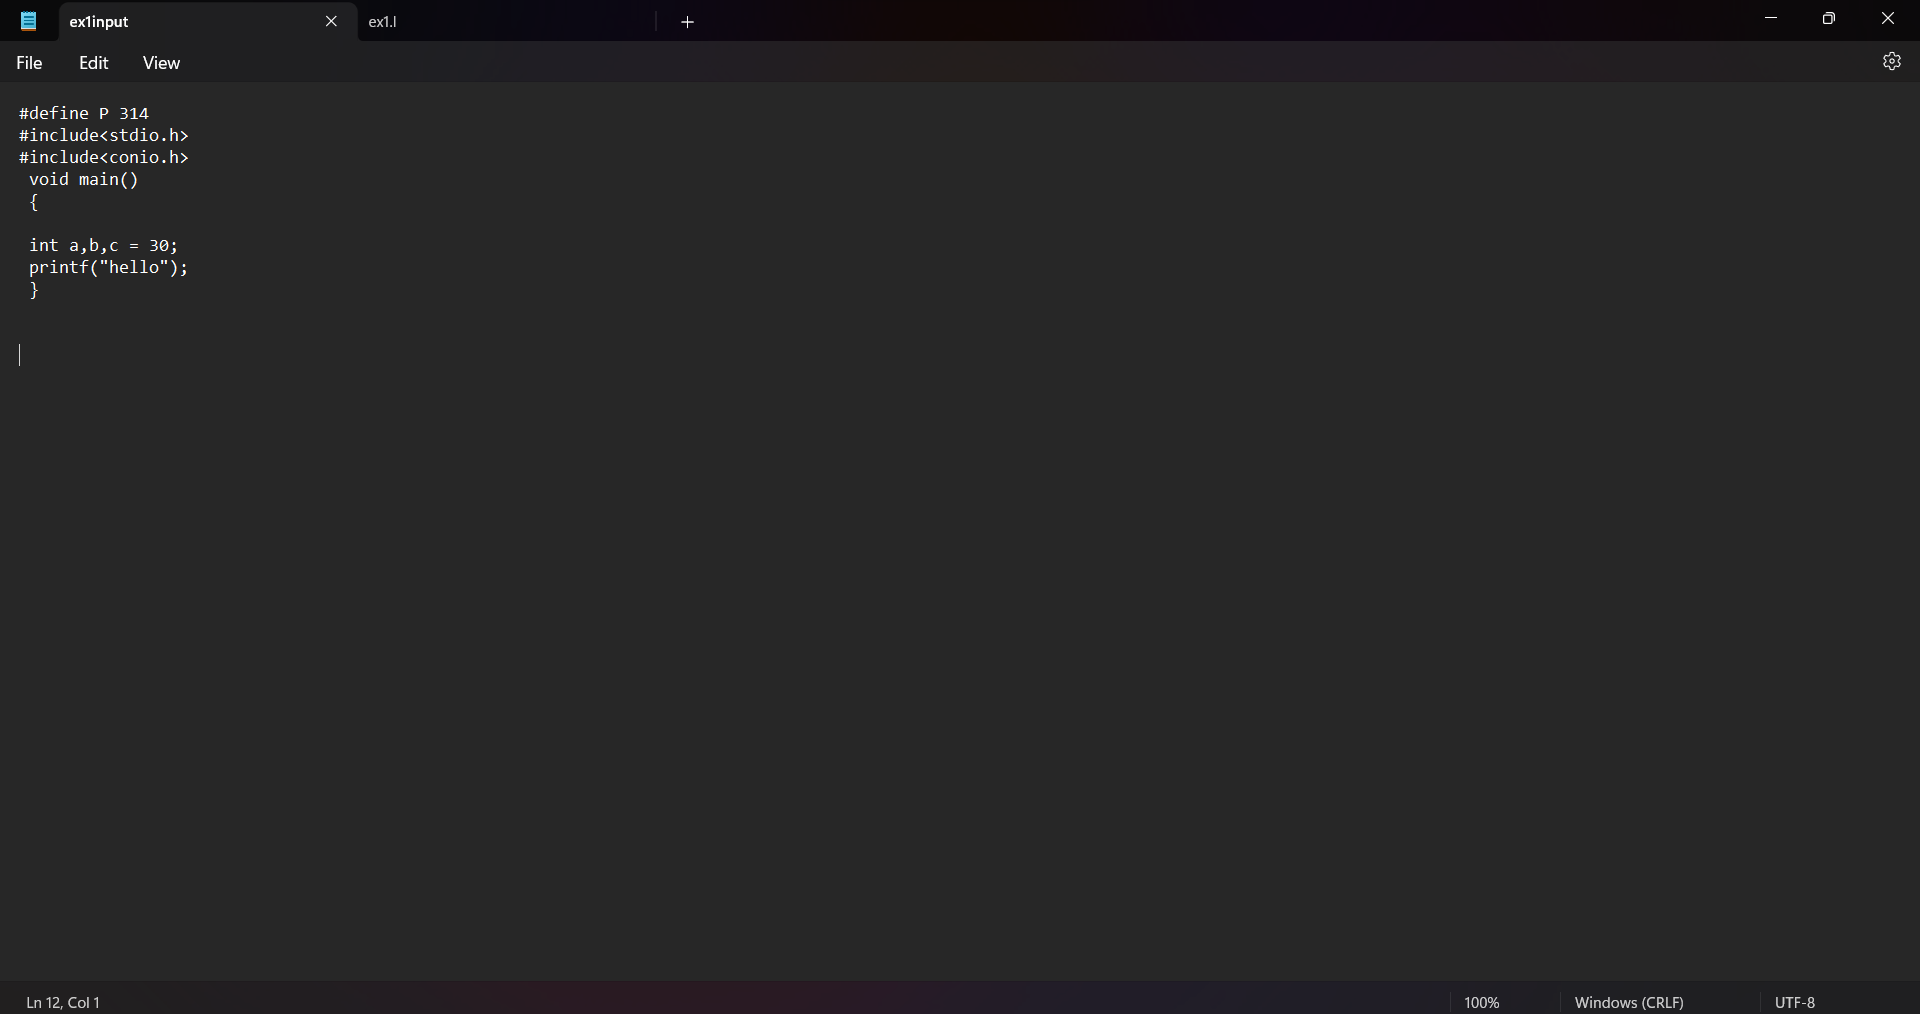 ex1input
ex1.l
File Edit View
#define P 314
#include<stdio.h>
#include<conio.h>
void main()
{
int a,b,c = 30;
printf("hello");
}
Ln 12, Col 1
100%
Windows (CRLF)
UTF-8